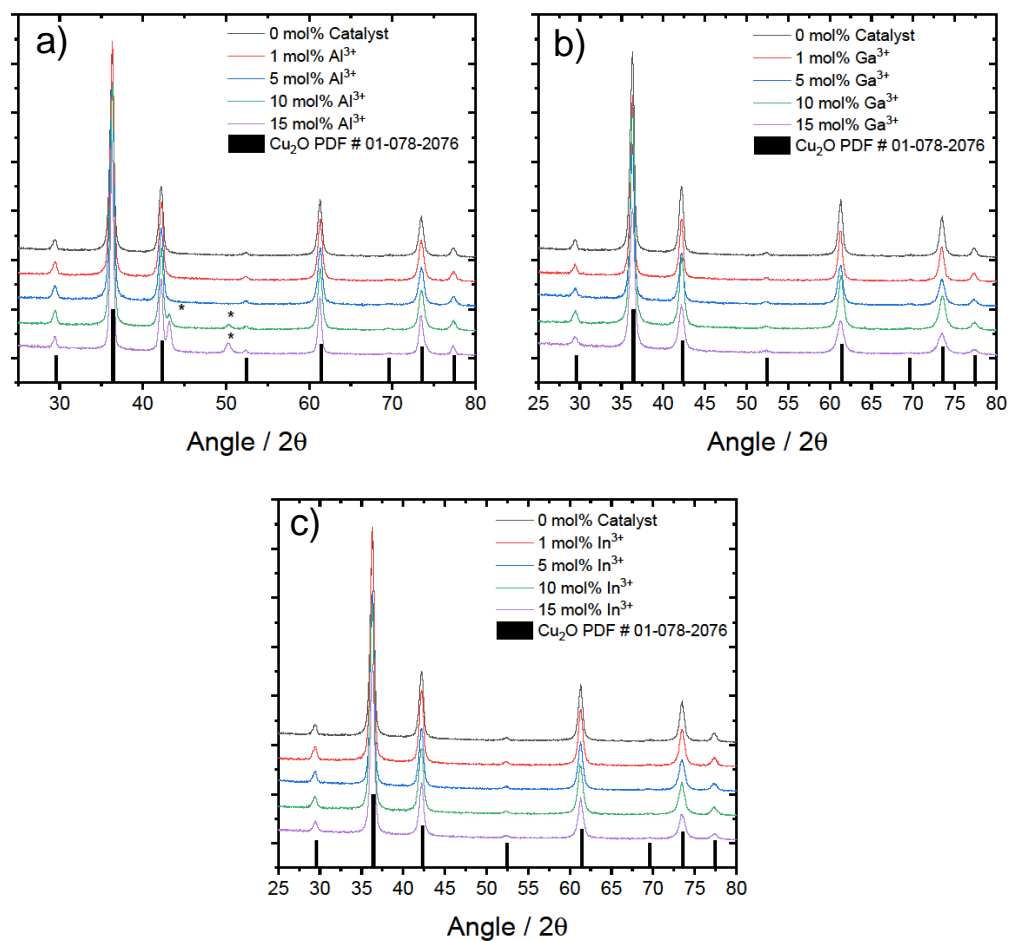 a)
0 mol% Catalyst
1 mol% Al³⁺
5 mol% Al³⁺
10 mol% Al³⁺
15 mol% Al³⁺
Cu₂O PDF # 01-078-2076
*
*
*
30 40 50 60 70 80
Angle / 2θ
b)
0 mol% Catalyst
1 mol% Ga³⁺
5 mol% Ga³⁺
10 mol% Ga³⁺
15 mol% Ga³⁺
Cu₂O PDF # 01-078-2076
25 30 35 40 45 50 55 60 65 70 75 80
Angle / 2θ
c)
0 mol% Catalyst
1 mol% In³⁺
5 mol% In³⁺
10 mol% In³⁺
15 mol% In³⁺
Cu₂O PDF # 01-078-2076
25 30 35 40 45 50 55 60 65 70 75 80
Angle / 2θ